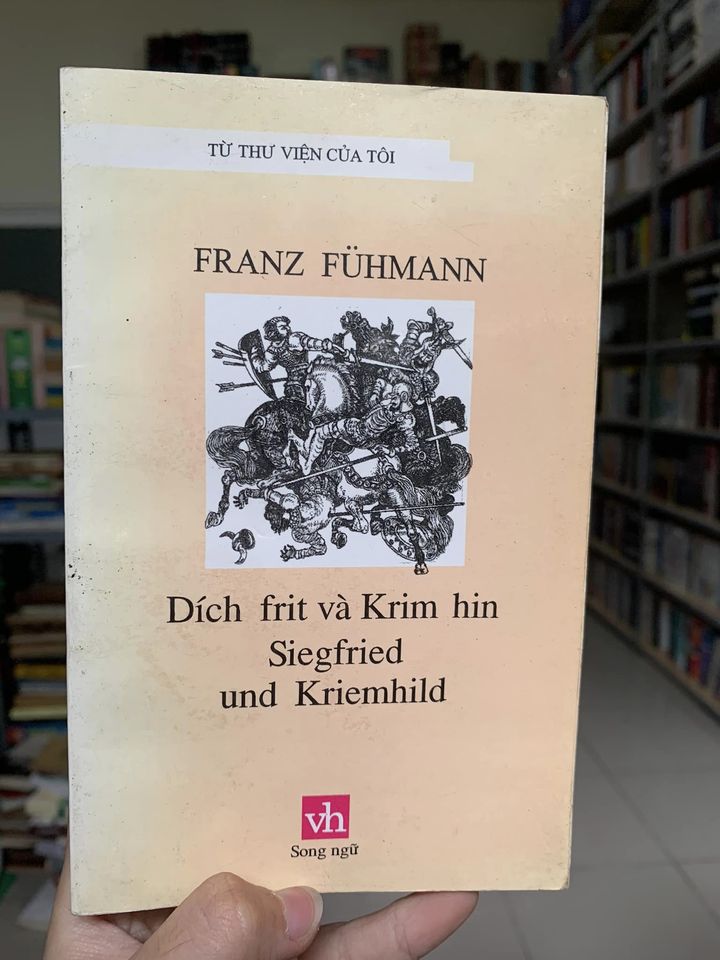 TỪ THƯ VIỆN CỦA TÔI
FRANZ FÜHMANN
Dích frit và Krim hin
Siegfried
und Kriemhild
vh
Song ngữ